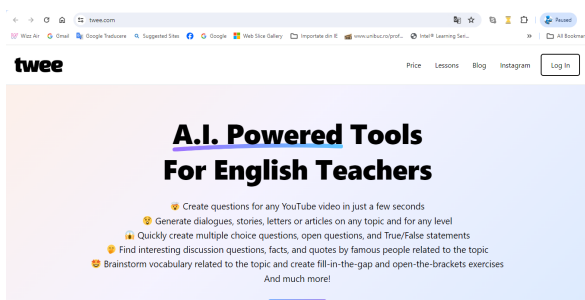 twee.com
Paused
Wizz Air Gmail Google Traducere Suggested Sites Google Web Slice Gallery Importate din IE www.unibuc.ro/prof... Intel® Learning Sen... » All Bookmar
twee
Price Lessons Blog Instagram Log In
A.I. Powered Tools
For English Teachers
Create questions for any YouTube video in just a few seconds
Generate dialogues, stories, letters or articles on any topic and for any level
Quickly create multiple choice questions, open questions, and True/False statements
Find interesting discussion questions, facts, and quotes by famous people related to the topic
Brainstorm vocabulary related to the topic and create fill-in-the-gap and open-the-brackets exercises
And much more!